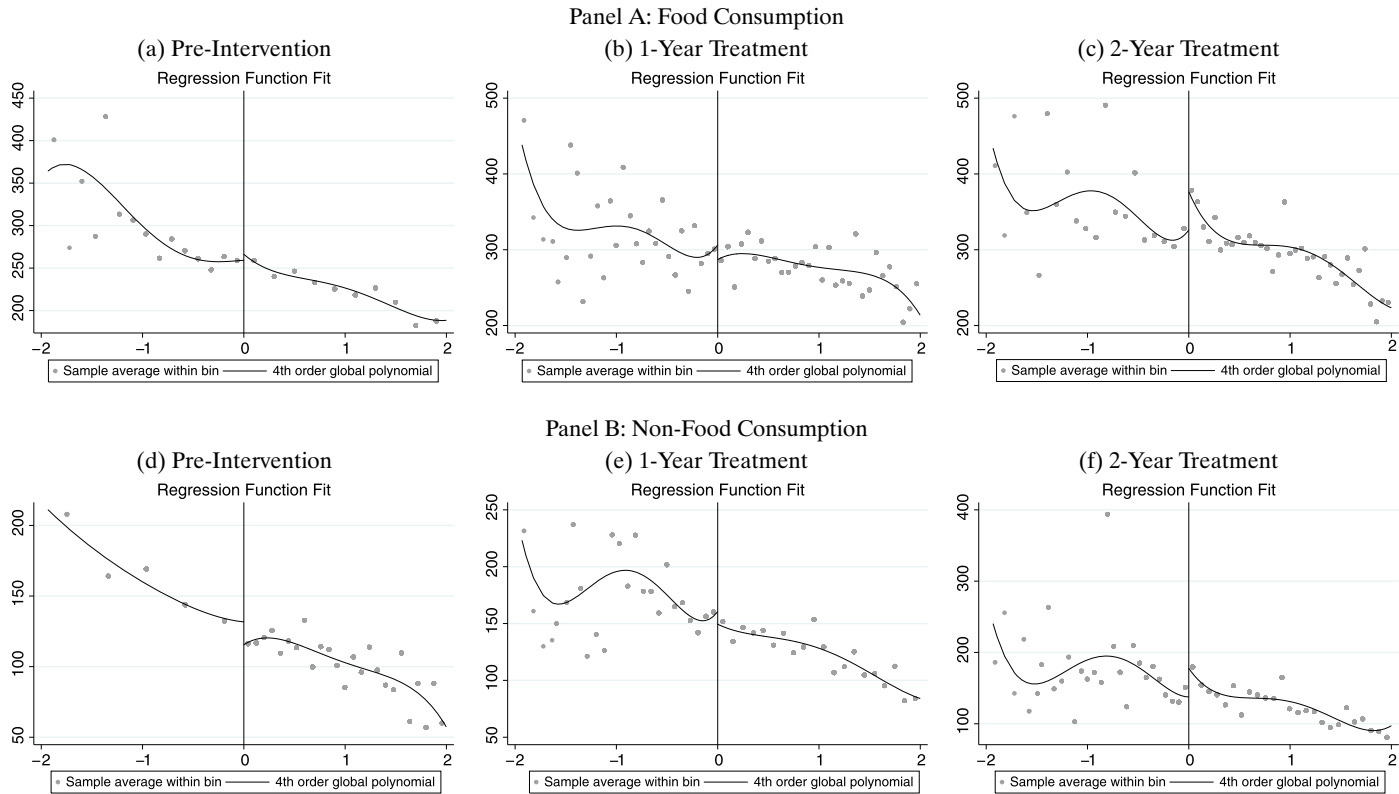 Panel A: Food Consumption
(a) Pre-Intervention
Regression Function Fit
450
400
350
300
250
200
−2 −1 0 1 2
Sample average within bin 4th order global polynomial
(b) 1-Year Treatment
Regression Function Fit
500
400
300
200
−2 −1 0 1 2
Sample average within bin 4th order global polynomial
(c) 2-Year Treatment
Regression Function Fit
500
400
300
200
−2 −1 0 1 2
Sample average within bin 4th order global polynomial
Panel B: Non-Food Consumption
(d) Pre-Intervention
Regression Function Fit
200
150
100
50
−2 −1 0 1 2
Sample average within bin 4th order global polynomial
(e) 1-Year Treatment
Regression Function Fit
250
200
150
100
50
−2 −1 0 1 2
Sample average within bin 4th order global polynomial
(f) 2-Year Treatment
Regression Function Fit
400
300
200
100
−2 −1 0 1 2
Sample average within bin 4th order global polynomial